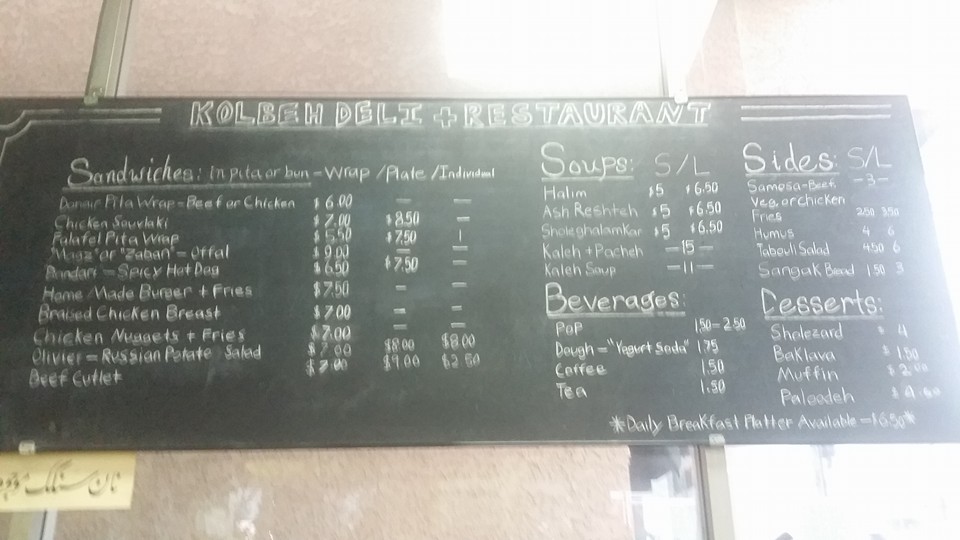 KOLBEH DELI + RESTAURANT
Sandwiches: in pita or bun - Wrap / Plate / Individual
Donair Pita Wrap - Beef or Chicken $6.00 — —
Chicken Souvlaki $7.00 $8.50 —
Falafel Pita Wrap $5.50 $7.50
"Magz" or "Zaban" = Offal $9.00 — —
Bandari = Spicy Hot Dog $6.50 $7.50 —
Home Made Burger + Fries $7.50 — —
Braised Chicken Breast $7.00 — —
Chicken Nuggets + Fries $7.00 — —
Olivier = Russian Potato Salad $7.00 $8.00 $8.00
Beef Cutlet $7.00 $9.00 $2.50
Soups: S/L
Halim $5 $6.50
Ash Reshteh $5 $6.50
Sholeghalamkar $5 $6.50
Kaleh + Pacheh — 15 —
Kaleh Soup — 11 —
Beverages:
Pop 1.50 - 2.50
Dough = "Yogurt Soda" 1.75
Coffee 1.50
Tea 1.50
Sides: S/L
Samosa - Beef, — 3 —
Veg. or chicken
Fries 2.50 3.50
Humus 4 6
Tabouli Salad 4.50 6
Sangak Bread 1.50 3
Desserts:
Sholezard $ 4
Baklava $ 1.50
Muffin $ 2.00
Paloodeh
*Daily Breakfast Platter Available - $6.50*
نان سنگک موجود